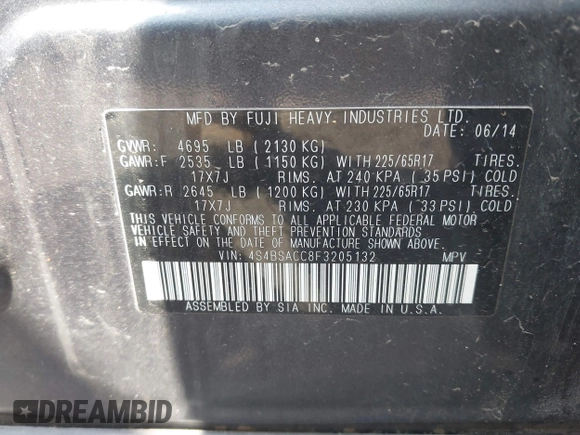 MFD BY FUJI HEAVY INDUSTRIES LTD.
DATE: 06/14
GVWR: 4695 LB (2130 KG)
GAWR:F 2535 LB (1150 KG) WITH 225/65R17 TIRES.
17X7J RIMS. AT 240 KPA ( 35 PSI) COLD
GAWR:R 2645 LB (1200 KG) WITH 225/65R17 TIRES.
17X7J RIMS. AT 230 KPA ( 33 PSI) COLD
THIS VEHICLE CONFORMS TO ALL APPLICABLE FEDERAL MOTOR
VEHICLE SAFETY AND THEFT PREVENTION STANDARDS
IN EFFECT ON THE DATE OF MANUFACTURE SHOWN ABOVE.
VIN: 4S4BSACC8F3205132 MPV
ASSEMBLED BY SIA INC. MADE IN U.S.A.
DREAMBID